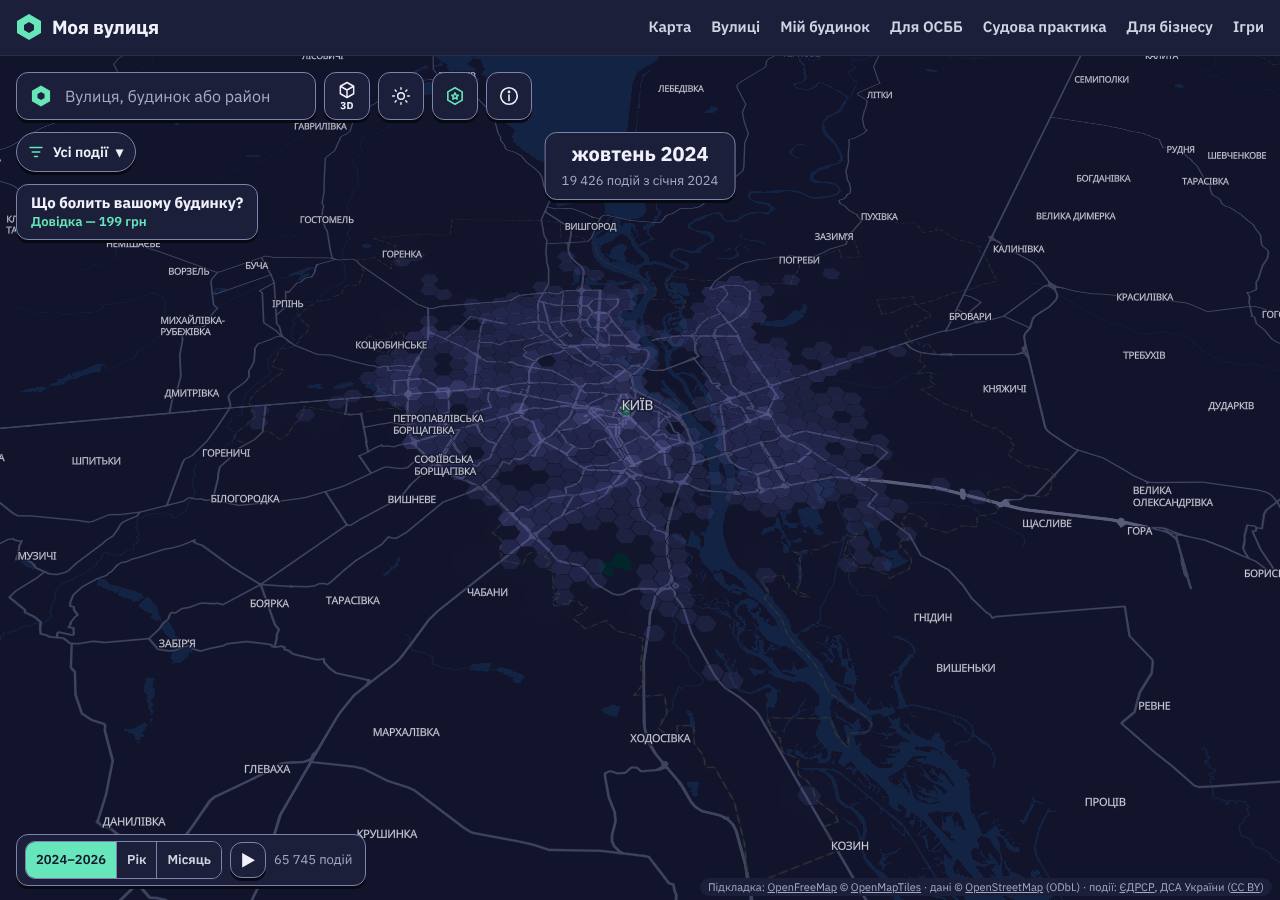 Моя вулиця
Карта
Вулиці
Мій будинок
Для ОСББ
Судова практика
Для бізнесу
Ігри
Вулиця, будинок або район
3D
Усі події ▾
Що болить вашому будинку?
Довідка — 199 грн
жовтень 2024
19 426 подій з січня 2024
ЛЕБЕДІВКА
ЛІТКИ
СЕМИПОЛКИ
ГАВРИЛІВКА
РУДНЯ
ШЕВЧЕНКОВЕ
БОГДАНІВКА
ТАРАСІВКА
ГОСТОМЕЛЬ
ВИШГОРОД
ПУХІВКА
ВЕЛИКА ДИМЕРКА
ЗАЗИМ'Я
НЕМІШАЄВЕ
ГОРЕНКА
ПОГРЕБИ
КАЛИНІВКА
ВОРЗЕЛЬ
БУЧА
ІРПІНЬ
КРАСИЛІВКА
МИХАЙЛІВКА-
РУБЕЖІВКА
БРОВАРИ
КОЦЮБИНСЬКЕ
ТРЕБУХІВ
ДМИТРІВКА
КНЯЖИЧІ
КИЇВ
ДУДАРКІВ
ПЕТРОПАВЛІВСЬКА
БОРЩАГІВКА
ШПИТЬКИ
ГОРЕНИЧІ
СОФІЇВСЬКА
БОРЩАГІВКА
БІЛОГОРОДКА
ВИШНЕВЕ
ВЕЛИКА
ОЛЕКСАНДРІВКА
ЩАСЛИВЕ
ГОРА
МУЗИЧІ
ЧАБАНИ
БОЯРКА
ТАРАСІВКА
ГНІДИН
ЗАБІР'Я
ВИШЕНЬКИ
РЕВНЕ
МАРХАЛІВКА
ХОДОСІВКА
ГЛЕВАХА
ПРОЦІВ
ДАНИЛІВКА
КРУШИНКА
КОЗИН
2024–2026
Рік
Місяць
65 745 подій
Підкладка: OpenFreeMap © OpenMapTiles · дані © OpenStreetMap (ODbL) · події: ЄДРСР, ДСА України (CC BY)